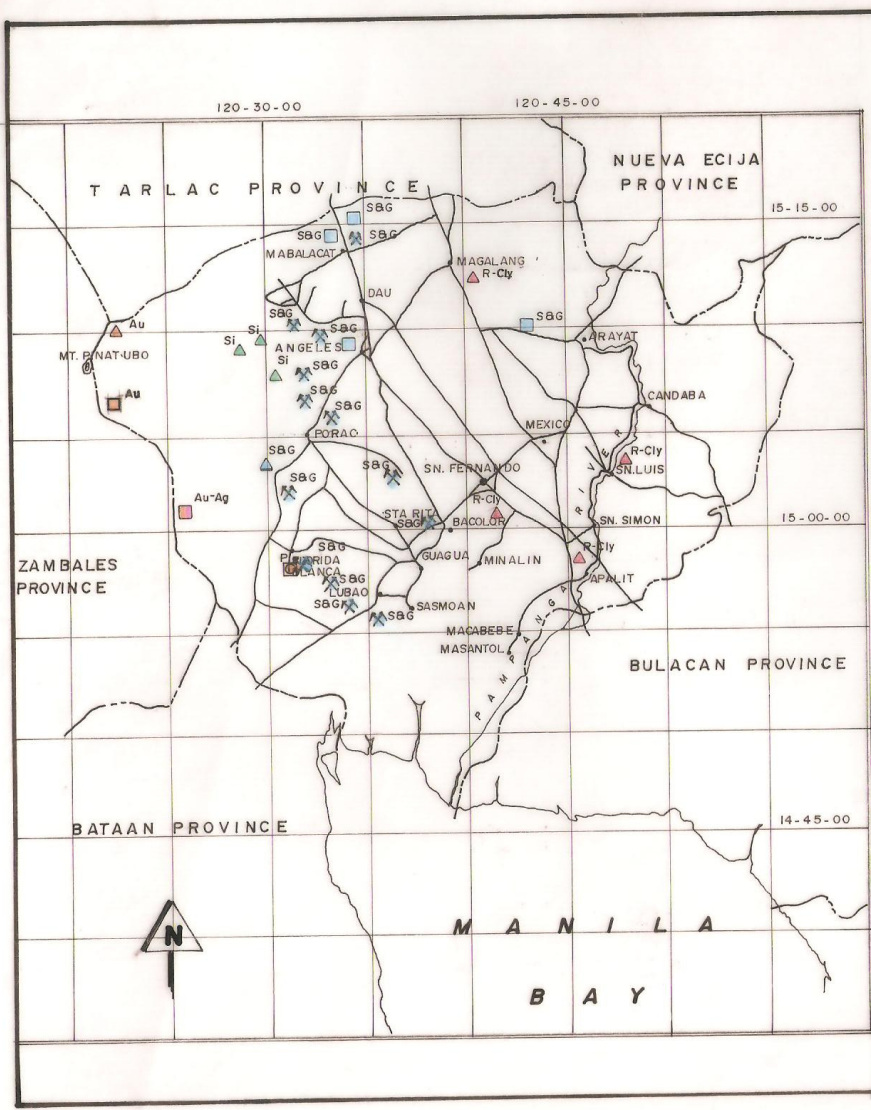 120-30-00
120-45-00
NUEVA ECIJA
PROVINCE
TARLAC PROVINCE
S&G
15-15-00
S&G
S&G
MABALACAT
MAGALANG
R-Cly
DAU
S&G
S&G
Au
Si
S&G
ARAYAT
Si
ANGELES
MT. PINATUBO
Si
S&G
Au
S&G
CANDABA
S&G
MEXICO
PORAC
R-Cly
S&G
S&G
SN. FERNANDO
SN. LUIS
S&G
R-Cly
Au-Ag
STA RITA
S&G
BACOLOR
SN. SIMON
15-00-00
S&G
R-Cly
ZAMBALES
PROVINCE
GUAGUA
MINALIN
BLANCA
S&G
APALIT
LUBAO
S&G
SASMOAN
S&G
MACABEBE
MASANTOL
PAMPANGA RIVER
BULACAN PROVINCE
BATAAN PROVINCE
14-45-00
N
MANILA
BAY